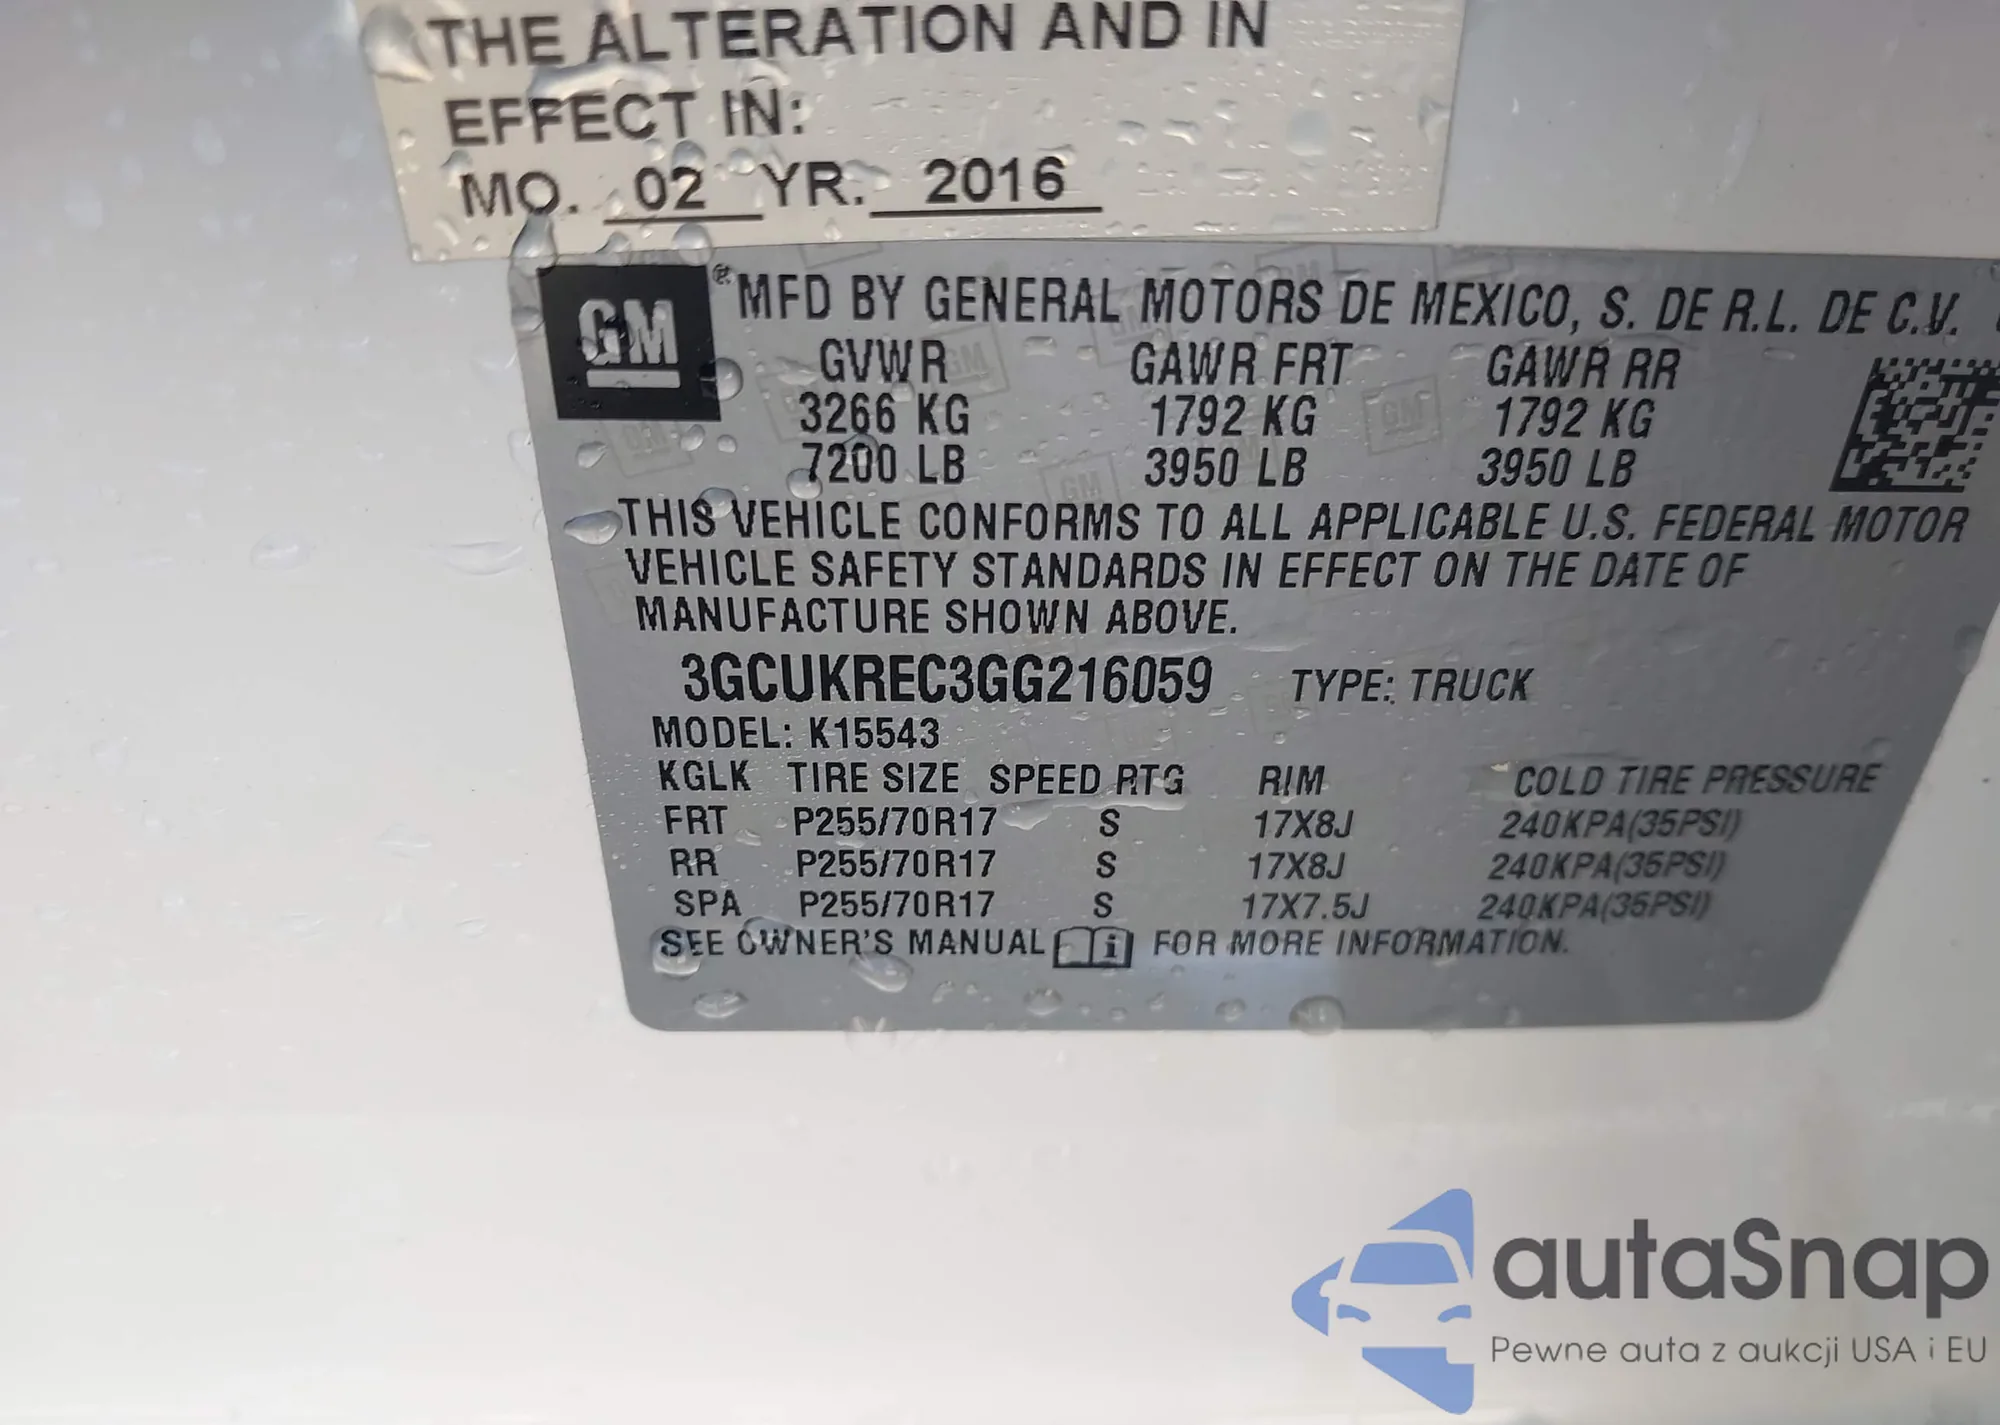 THE ALTERATION AND IN
EFFECT IN:
MO. 02 YR. 2016
GM ® MFD BY GENERAL MOTORS DE MEXICO, S. DE R.L. DE C.V.
GVWR GAWR FRT GAWR RR
3266 KG 1792 KG 1792 KG
7200 LB 3950 LB 3950 LB
THIS VEHICLE CONFORMS TO ALL APPLICABLE U.S. FEDERAL MOTOR
VEHICLE SAFETY STANDARDS IN EFFECT ON THE DATE OF
MANUFACTURE SHOWN ABOVE.
3GCUKREC3GG216059 TYPE: TRUCK
MODEL: K15543
KGLK TIRE SIZE SPEED RTG RIM COLD TIRE PRESSURE
FRT P255/70R17 S 17X8J 240KPA(35PSI)
RR P255/70R17 S 17X8J 240KPA(35PSI)
SPA P255/70R17 S 17X7.5J 240KPA(35PSI)
SEE OWNER'S MANUAL i FOR MORE INFORMATION.
autaSnap
Pewne auta z aukcji USA i EU